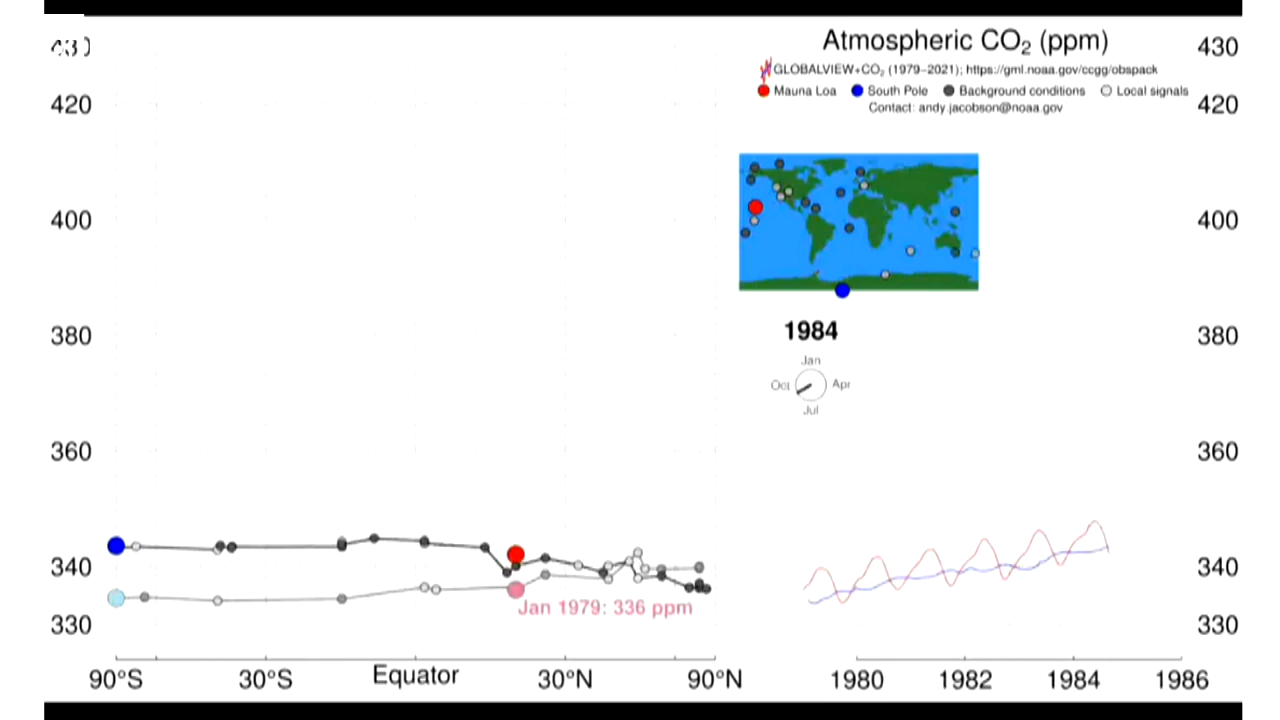 Atmospheric CO₂ (ppm)
GLOBALVIEW+CO₂ (1979–2021); https://gml.noaa.gov/ccgg/obspack
Mauna Loa South Pole Background conditions Local signals
Contact: andy.jacobson@noaa.gov
430
420 420
400 400
1984
380 380
Jan
Oct Apr
Jul
360 360
340 340
Jan 1979: 336 ppm
330 330
90°S 30°S Equator 30°N 90°N 1980 1982 1984 1986